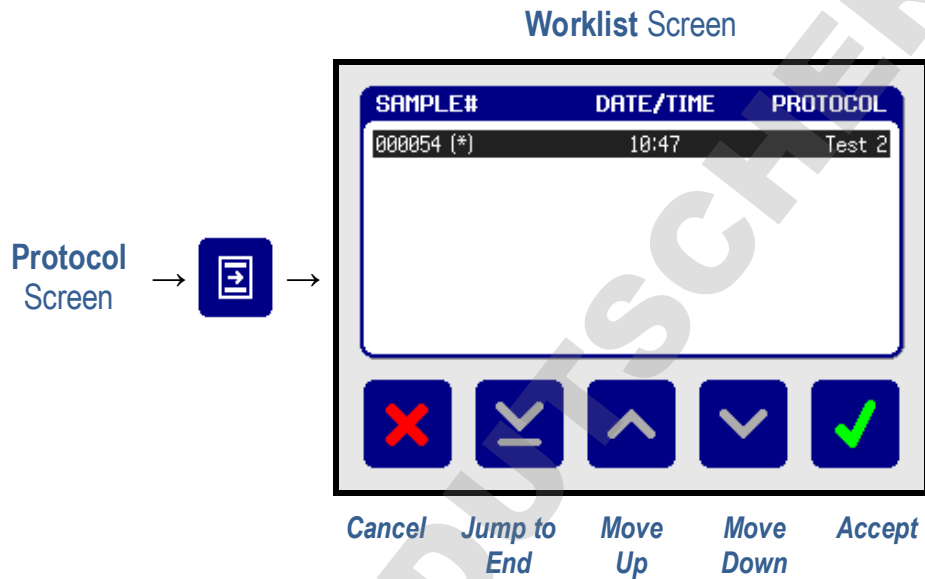 Worklist Screen
SAMPLE# DATE/TIME PROTOCOL
000054 (*) 10:47 Test 2
Protocol
Screen
→ →
Cancel Jump to End Move Up Move Down Accept
DUTSCHER